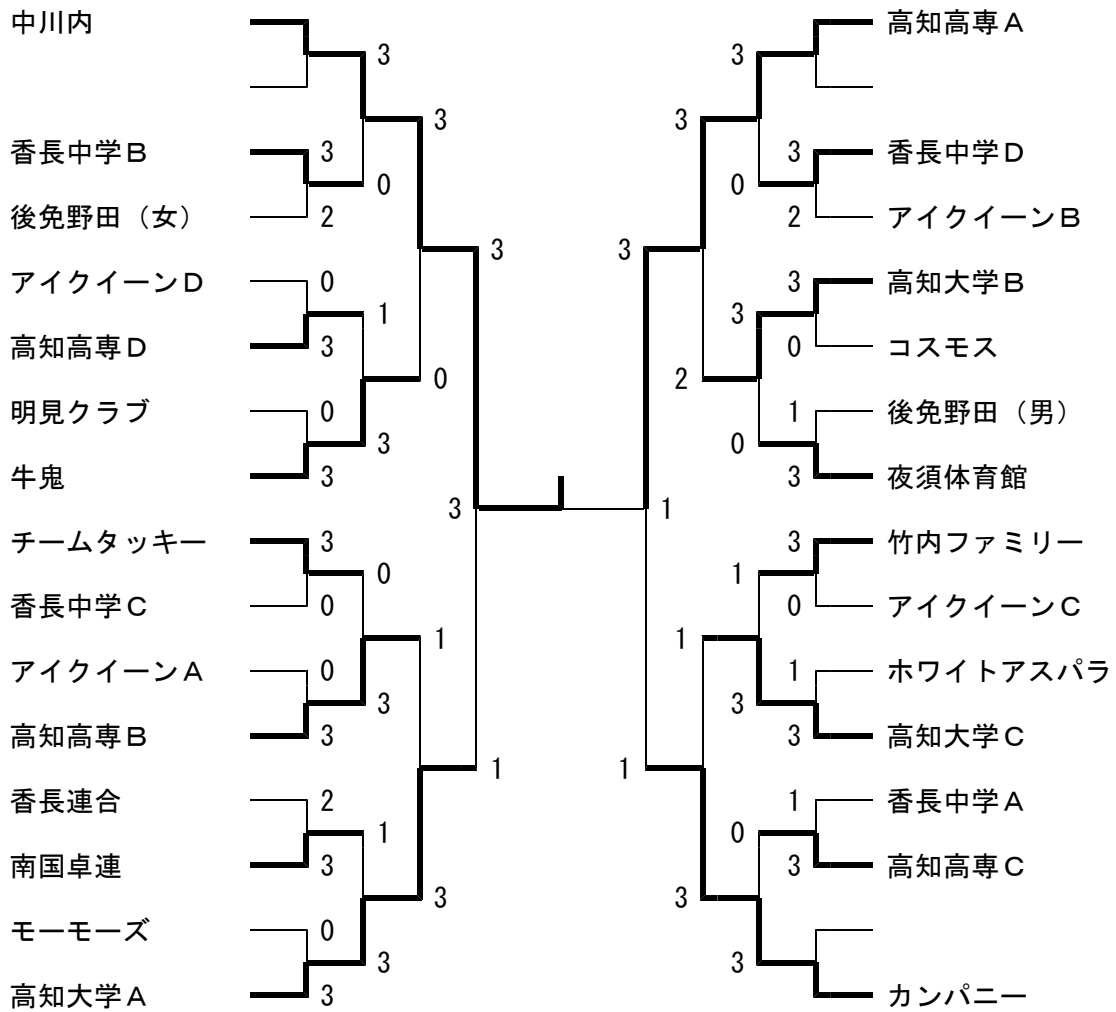 中川内
3
3
香長中学B
3
0
後免野田（女）
2
3
アイクイーンD
0
1
高知高専D
3
0
明見クラブ
0
3
牛鬼
3
3
チームタッキー
3
0
香長中学C
0
1
アイクイーンA
0
3
高知高専B
3
1
香長連合
2
1
南国卓連
3
3
モーモーズ
0
3
高知大学A
3
高知高専A
3
3
香長中学D
3
0
アイクイーンB
2
3
高知大学B
3
3
コスモス
0
2
後免野田（男）
1
0
夜須体育館
3
1
竹内ファミリー
3
1
アイクイーンC
0
1
ホワイトアスパラ
1
3
高知大学C
3
1
香長中学A
1
0
高知高専C
3
3
3
カンパニー